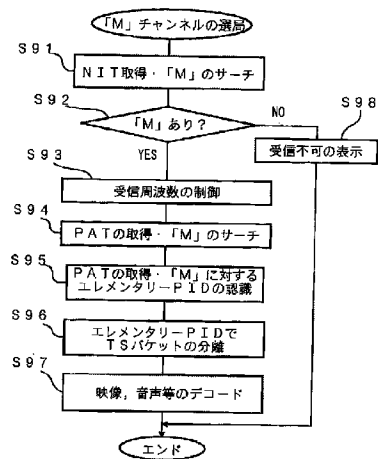 「M」チャンネルの選局
S91
NIT取得・「M」のサーチ
S92
「M」あり?
NO
S98
YES
受信不可の表示
S93
受信周波数の制御
S94
PATの取得・「M」のサーチ
S95
PATの取得・「M」に対する
エレメンタリーPIDの認識
S96
エレメンタリーPIDで
TSパケットの分離
S97
映像,音声等のデコード
エンド